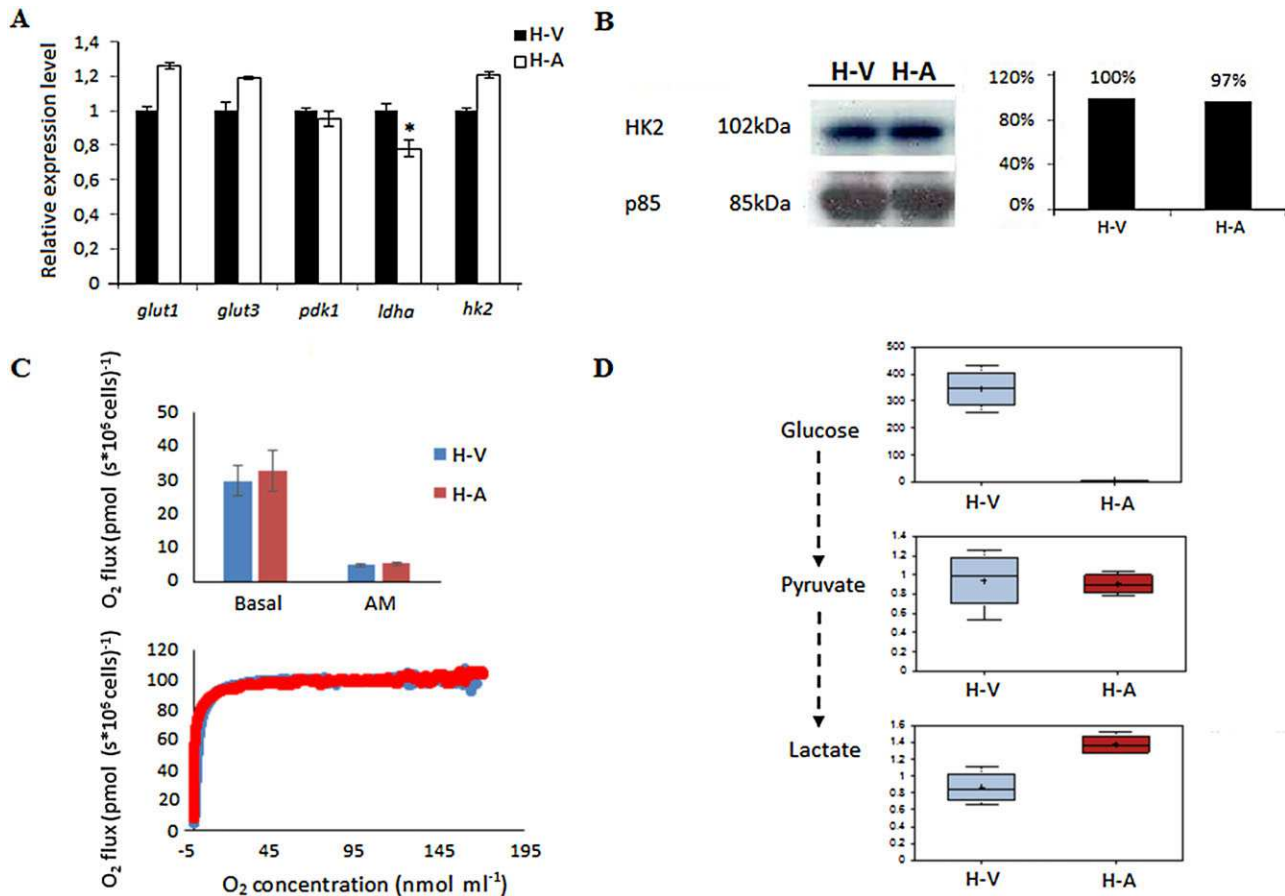 A
Relative expression level
1,4
1,2
1
0,8
0,6
0,4
0,2
0
*
glut1 glut3 pdk1 ldha hk2
H-V
H-A
B
H-V H-A
HK2 102kDa
p85 85kDa
120%
80%
40%
0%
100% 97%
H-V H-A
C
O2 flux (pmol (s*10⁶cells)⁻¹
50
40
30
20
10
0
Basal AM
H-V
H-A
O2 flux (pmol (s*10⁶cells)⁻¹
120
100
80
60
40
20
0
-5 45 95 145 195
O2 concentration (nmol ml⁻¹)
D
Glucose
500
400
300
200
100
0
H-V H-A
Pyruvate
1.4
1.2
1
0.8
0.6
0.4
0.2
0
H-V H-A
Lactate
1.6
1.4
1.2
1
0.8
0.6
0.4
0.2
0
H-V H-A